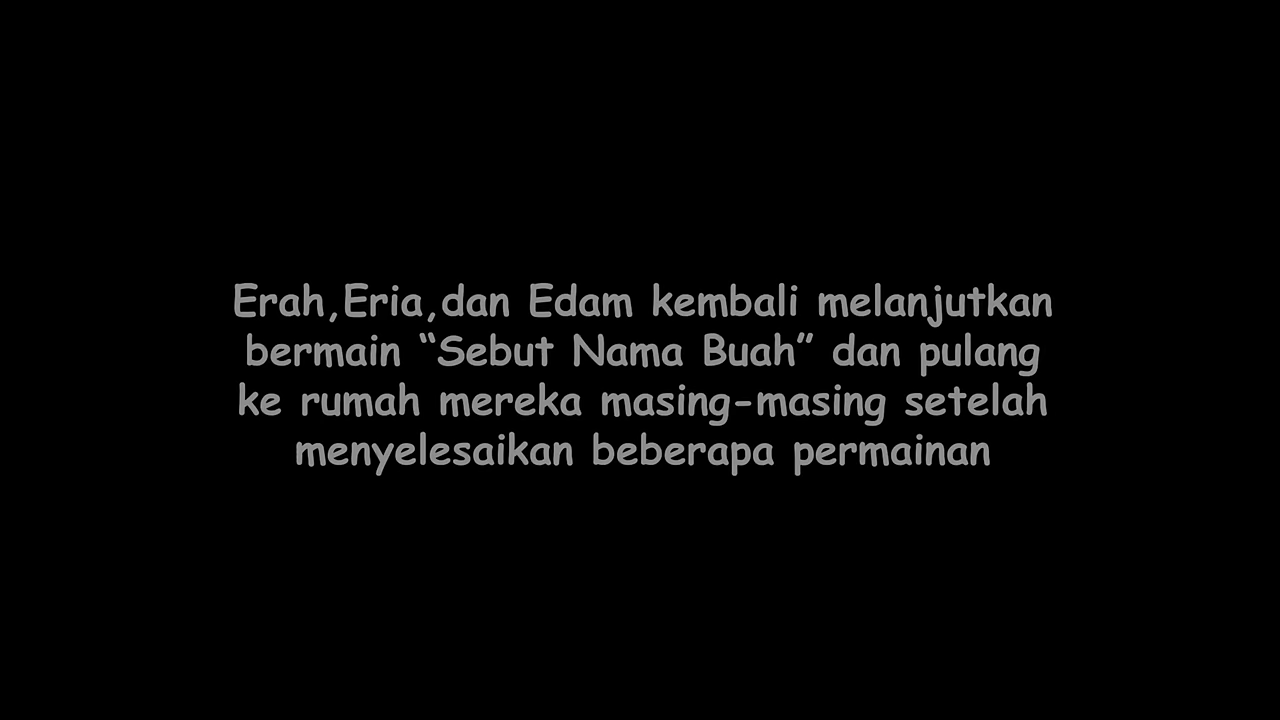 Erah,Eria,dan Edam kembali melanjutkan
bermain “Sebut Nama Buah” dan pulang
ke rumah mereka masing-masing setelah
menyelesaikan beberapa permainan